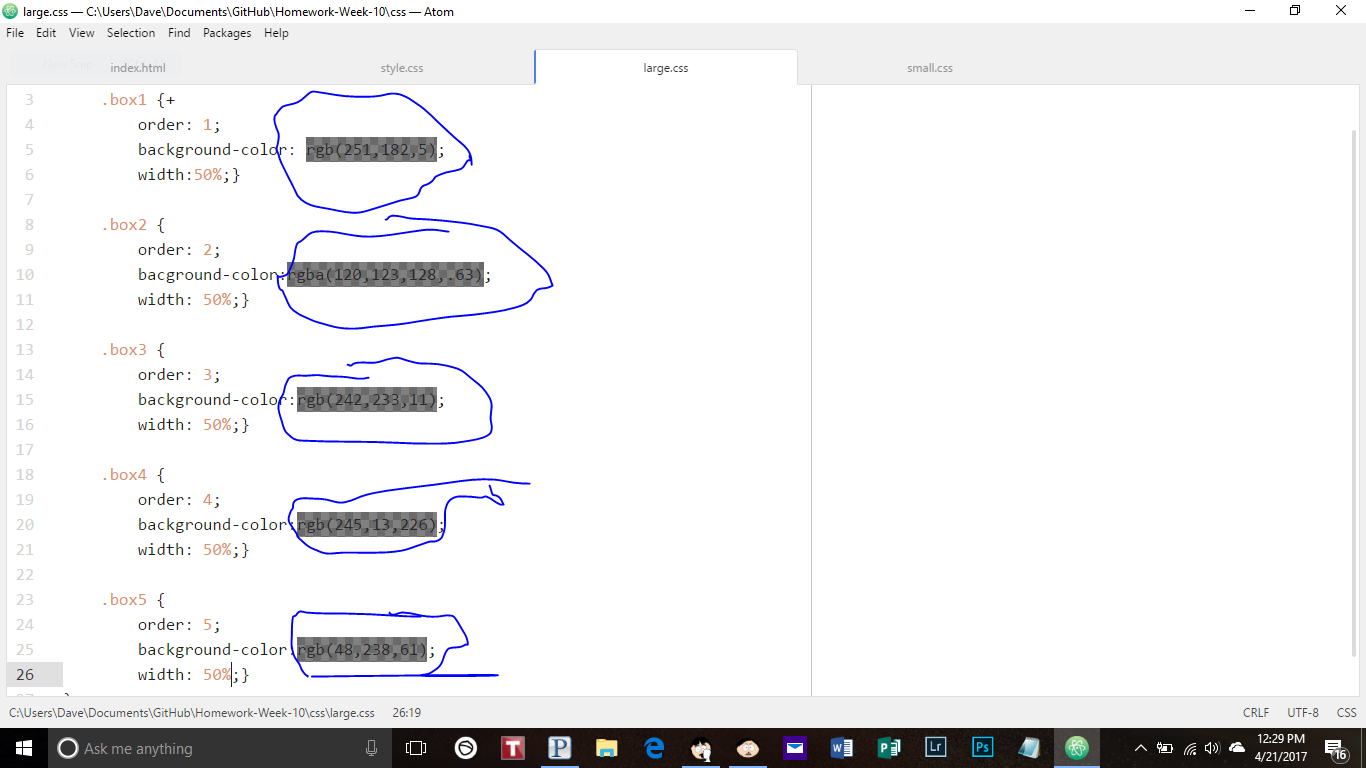 large.css — C:\Users\Dave\Documents\GitHub\Homework-Week-10\css — Atom
File Edit View Selection Find Packages Help
index.html style.css large.css small.css
3 .box1 {+
4 order: 1;
5 background-color: rgb(251,182,5);
6 width:50%;}
7
8 .box2 {
9 order: 2;
10 bacground-color:rgba(120,123,128,.63);
11 width: 50%;}
12
13 .box3 {
14 order: 3;
15 background-color:rgb(242,233,11);
16 width: 50%;}
17
18 .box4 {
19 order: 4;
20 background-color:rgb(245,13,226);
21 width: 50%;}
22
23 .box5 {
24 order: 5;
25 background-color:rgb(48,238,61);
26 width: 50%;}
C:\Users\Dave\Documents\GitHub\Homework-Week-10\css\large.css 26:19 CRLF UTF-8 CSS
Ask me anything
12:29 PM
4/21/2017
16